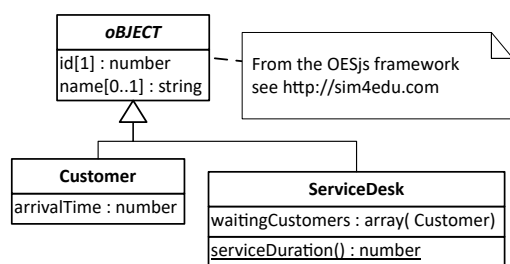 oBJECT
id[1] : number
name[0..1] : string
From the OESjs framework
see http://sim4edu.com
Customer
arrivalTime : number
ServiceDesk
waitingCustomers : array( Customer)
serviceDuration() : number